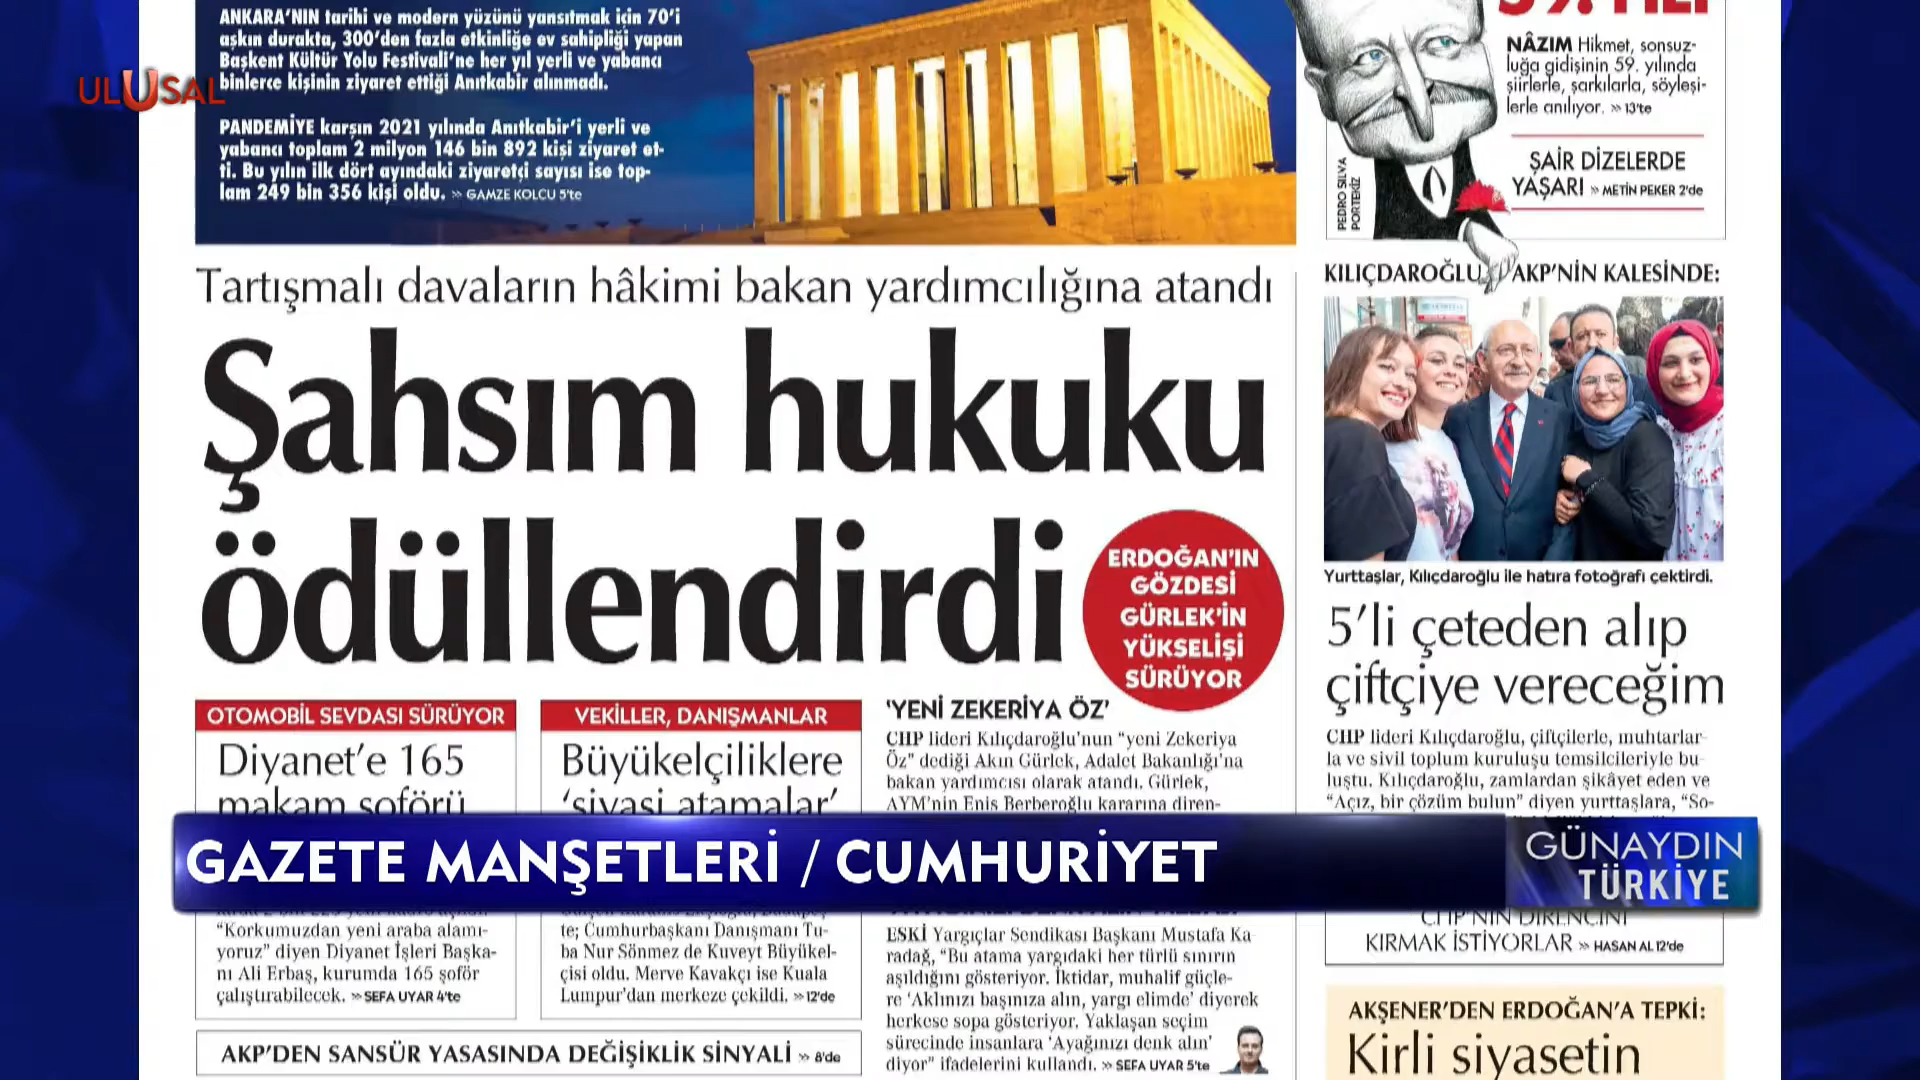 ULUSAL
ANKARA'NIN tarihi ve modern yüzünü yansıtmak için 70'i
aşkın durakta, 300'den fazla etkinliğe ev sahipliği yapan
Başkent Kültür Yolu Festivali'ne her yıl yerli ve yabancı
binlerce kişinin ziyaret ettiği Anıtkabir alınmadı.
PANDEMİYE karşın 2021 yılında Anıtkabir'i yerli ve
yabancı toplam 2 milyon 146 bin 892 kişi ziyaret et-
ti. Bu yılın ilk dört ayındaki ziyaretçi sayısı ise top-
lam 249 bin 356 kişi oldu. » GAMZE KOLCU 5'te
NÂZIM Hikmet, sonsuz-
luğa gidişinin 59. yılında
şiirlerle, şarkılarla, söyleşi-
lerle anılıyor. » 13'te
ŞAİR DİZELERDE
YAŞARI » METİN PEKER 2'de
PEDRO SILVA
PORTEKİZ
Tartışmalı davaların hâkimi bakan yardımcılığına atandı
Şahsım hukuku
ödüllendirdi
ERDOĞAN'IN
GÖZDESİ
GÜRLEK'İN
YÜKSELİŞİ
SÜRÜYOR
KILIÇDAROĞLU AKP'NİN KALESİNDE:
Yurttaşlar, Kılıçdaroğlu ile hatıra fotoğrafı çektirdi.
5'li çeteden alıp
çiftçiye vereceğim
CHP lideri Kılıçdaroğlu, çiftçilerle, muhtarlar-
la ve sivil toplum kuruluşu temsilcileriyle bu-
luştu. Kılıçdaroğlu, zamlardan şikâyet eden ve
"Açız, bir çözüm bulun" diyen yurttaşlara, "So-
OTOMOBİL SEVDASI SÜRÜYOR
Diyanet'e 165
makam şoförü
VEKİLLER, DANIŞMANLAR
Büyükelçiliklere
'siyasi atamalar'
'YENİ ZEKERİYA ÖZ'
CHP lideri Kılıçdaroğlu'nun "yeni Zekeriya
Öz" dediği Akın Gürlek, Adalet Bakanlığı'na
bakan yardımcısı olarak atandı. Gürlek,
AYM'nin Enis Berberoğlu kararına diren-
GAZETE MANŞETLERİ / CUMHURİYET
GÜNAYDIN
TÜRKİYE
"Korkumuzdan yeni araba alamı-
yoruz" diyen Diyanet İşleri Başka-
nı Ali Erbaş, kurumda 165 şoför
çalıştırabilecek. » SEFA UYAR 4'te
te; Cumhurbaşkanı Danışmanı Tu-
ba Nur Sönmez de Kuveyt Büyükel-
çisi oldu. Merve Kavakçı ise Kuala
Lumpur'dan merkeze çekildi. » 12'de
ESKİ Yargıçlar Sendikası Başkanı Mustafa Ka-
radağ, "Bu atama yargıdaki her türlü sınırın
aşıldığını gösteriyor. İktidar, muhalif güçle-
re 'Aklınızı başınıza alın, yargı elimde' diyerek
herkese sopa gösteriyor. Yaklaşan seçim
sürecinde insanlara 'Ayağınızı denk alın'
diyor" ifadelerini kullandı. » SEFA UYAR 5'te
CHP'NİN DİRENCİNİ
KIRMAK İSTİYORLAR » HASAN AL 12'de
AKP'DEN SANSÜR YASASINDA DEĞİŞİKLİK SİNYALİ » 8'de
AKŞENER'DEN ERDOĞAN'A TEPKİ:
Kirli siyasetin